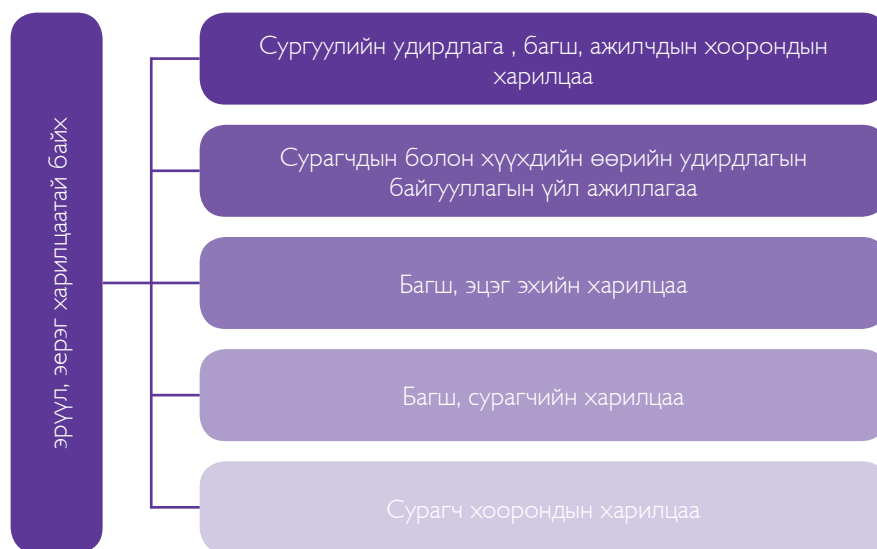 эрүүл, эерэг харилцаатай байх
Сургуулийн удирдлага , багш, ажилчдын хоорондын
харилцаа
Сурагчдын болон хүүхдийн өөрийн удирдлагын
байгууллагын үйл ажиллагаа
Багш, эцэг эхийн харилцаа
Багш, сурагчийн харилцаа
Сурагч хоорондын харилцаа